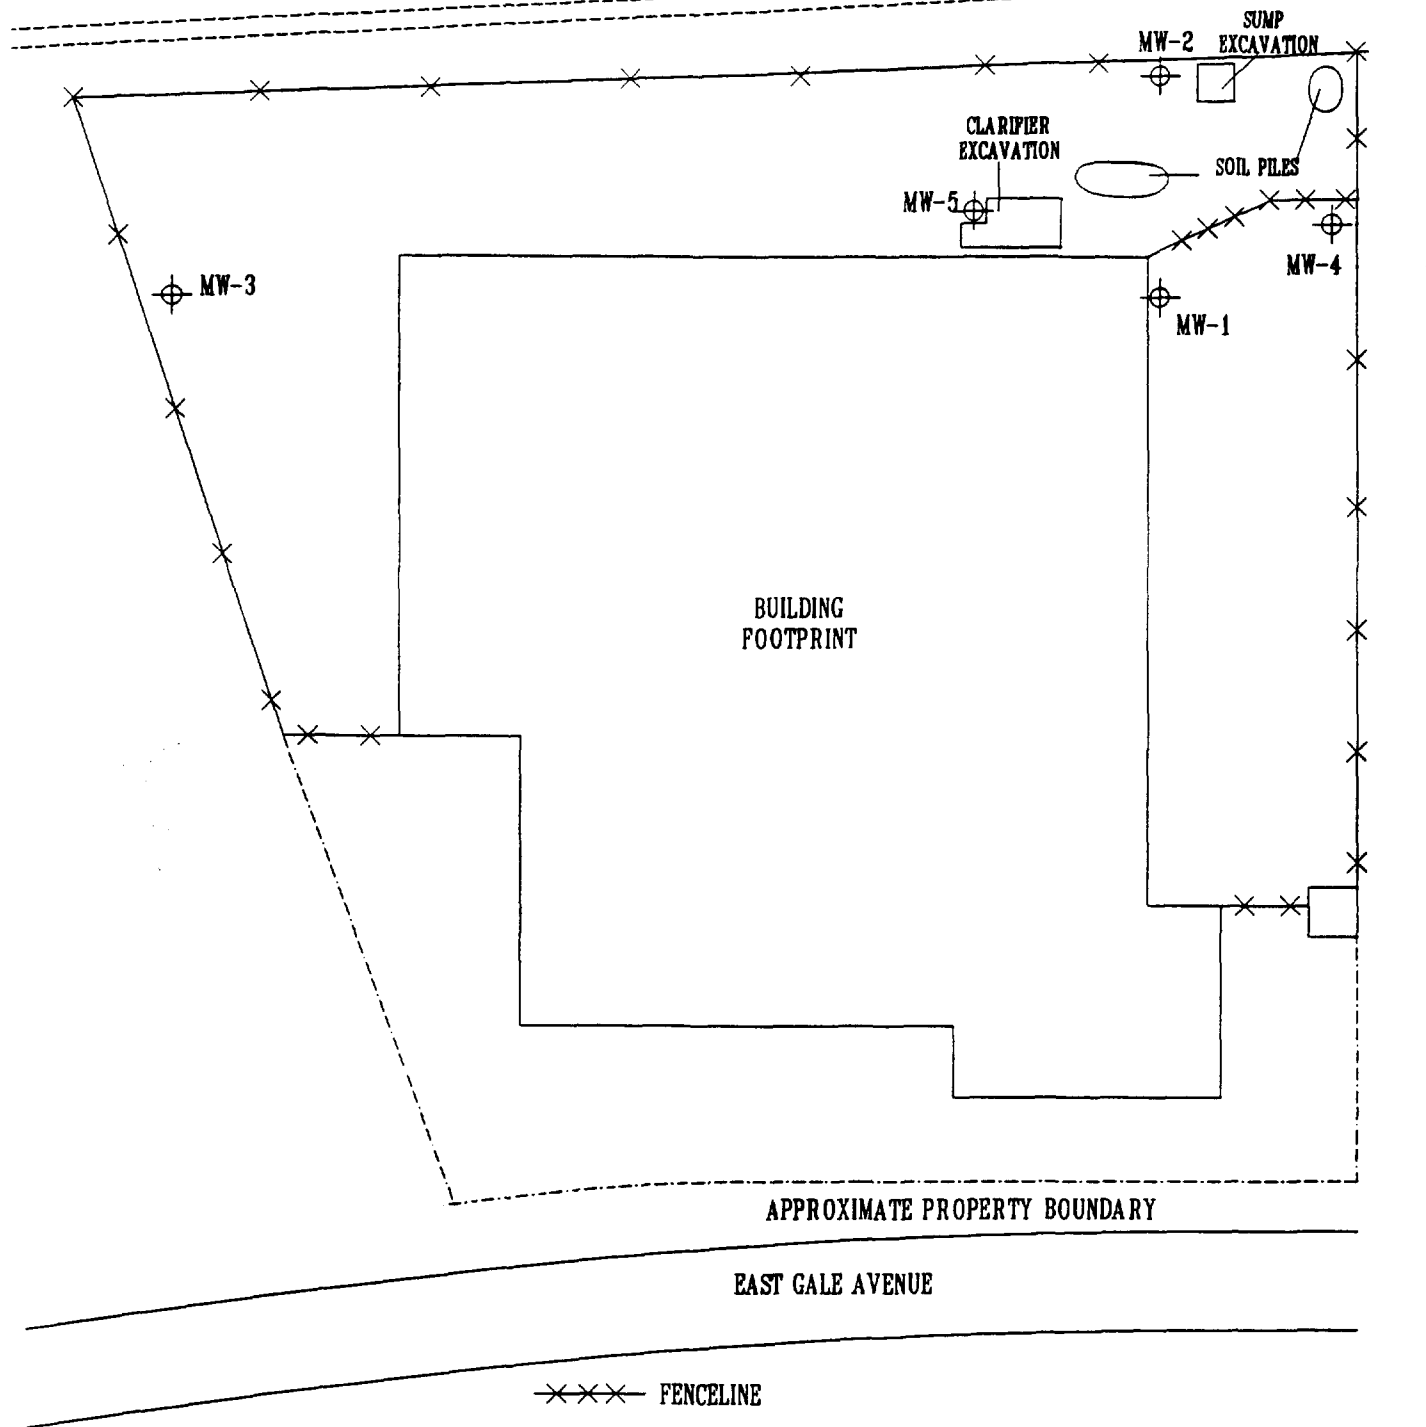 SUMP
EXCAVATION
MW-2
CLARIFIER
EXCAVATION
SOIL PILES
MW-5
MW-4
MW-3
MW-1
BUILDING
FOOTPRINT
APPROXIMATE PROPERTY BOUNDARY
EAST GALE AVENUE
FENCELINE